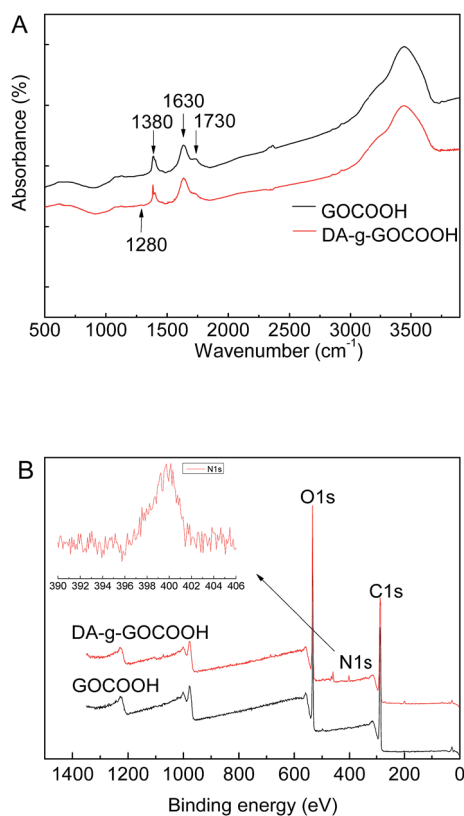 A
Absorbance (%)
1630
1380
1730
1280
GOCOOH
DA-g-GOCOOH
500 1000 1500 2000 2500 3000 3500
Wavenumber (cm⁻¹)
B
N1s
390 392 394 396 398 400 402 404 406
O1s
C1s
N1s
DA-g-GOCOOH
GOCOOH
1400 1200 1000 800 600 400 200 0
Binding energy (eV)